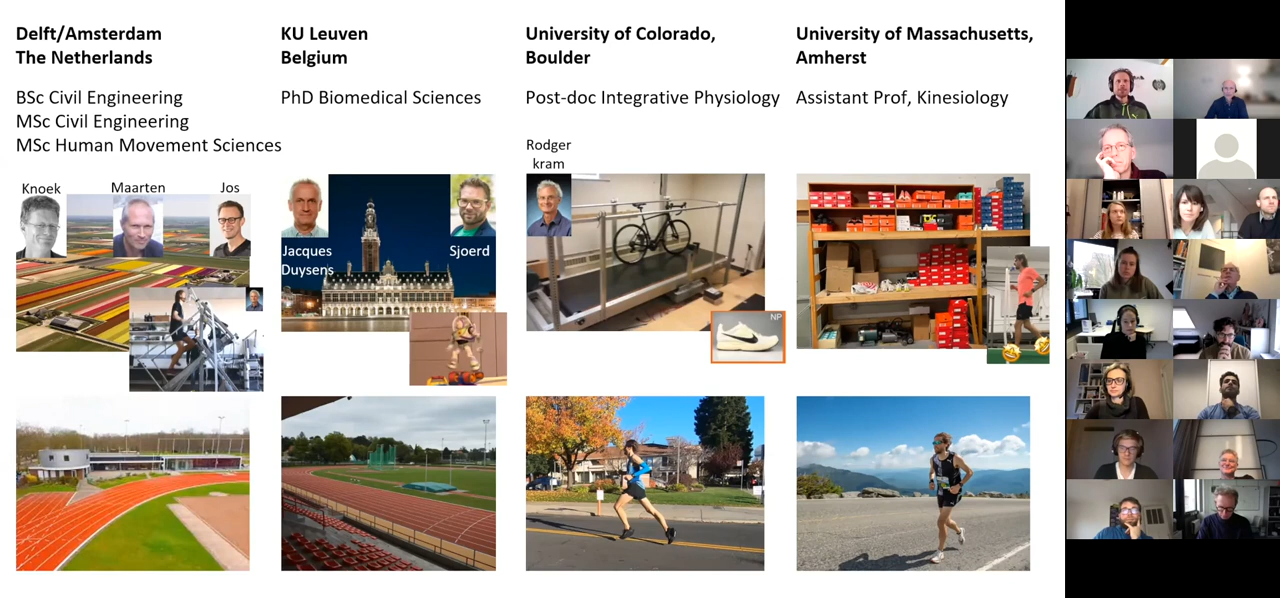 Delft/Amsterdam
The Netherlands
BSc Civil Engineering
MSc Civil Engineering
MSc Human Movement Sciences
Knoek
Maarten
Jos
KU Leuven
Belgium
PhD Biomedical Sciences
Jacques
Duysens
Sjoerd
University of Colorado,
Boulder
Post-doc Integrative Physiology
Rodger
kram
NP
University of Massachusetts,
Amherst
Assistant Prof, Kinesiology